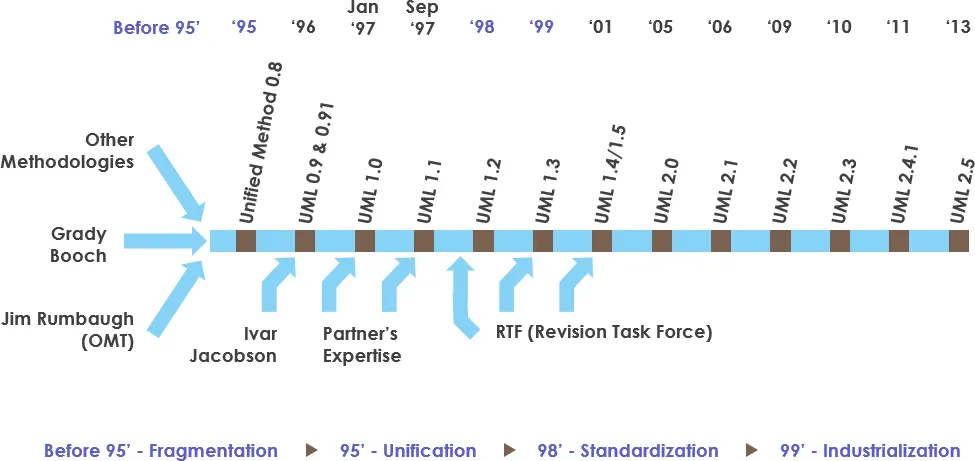 Before 95’ ‘95 ‘96 Jan ‘97 Sep ‘97 ‘98 ‘99 ‘01 ‘05 ‘06 ‘09 ‘10 ‘11 ‘13
Unified Method 0.8
UML 0.9 & 0.91
UML 1.0
UML 1.1
UML 1.2
UML 1.3
UML 1.4/1.5
UML 2.0
UML 2.1
UML 2.2
UML 2.3
UML 2.4.1
UML 2.5
Other
Methodologies
Grady
Booch
Jim Rumbaugh
(OMT)
Ivar
Jacobson
Partner’s
Expertise
RTF (Revision Task Force)
Before 95’ - Fragmentation 95’ - Unification 98’ - Standardization 99’ - Industrialization